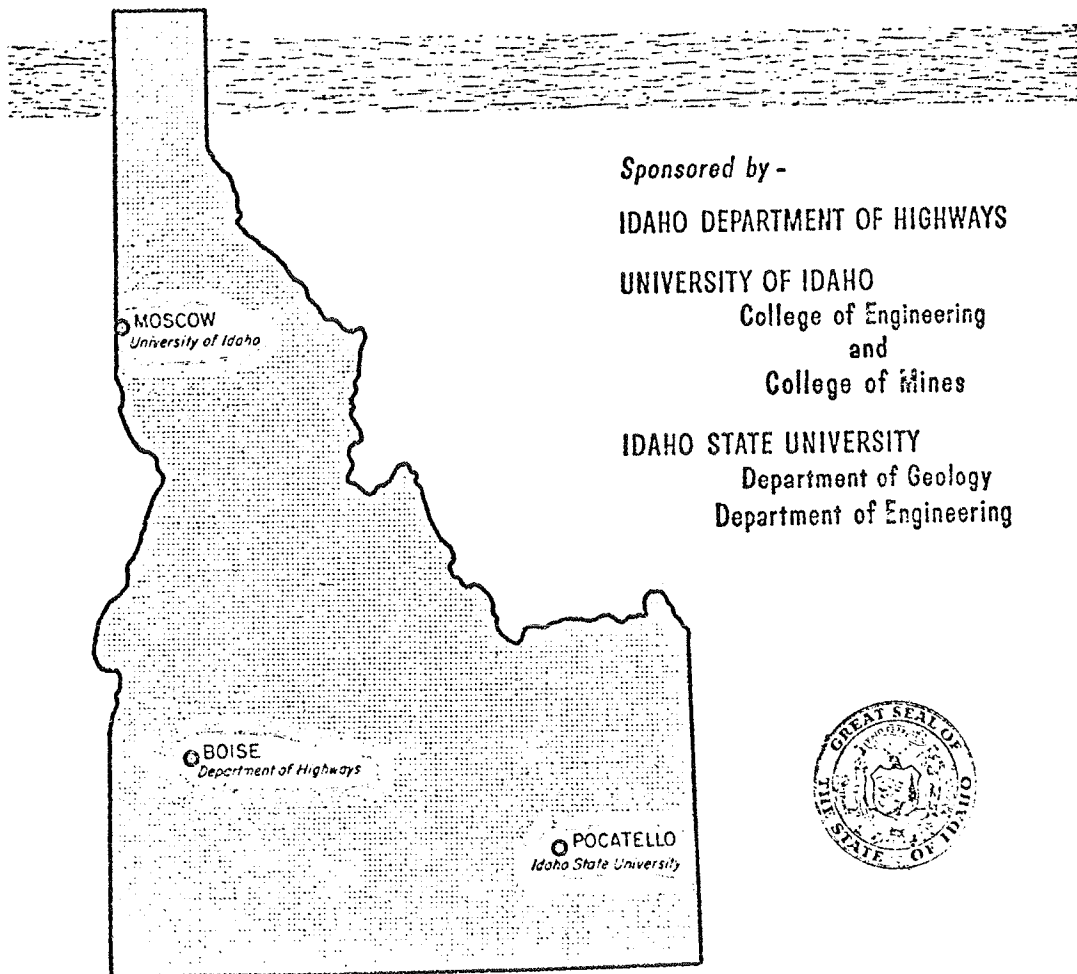 Sponsored by -
IDAHO DEPARTMENT OF HIGHWAYS
UNIVERSITY OF IDAHO
College of Engineering
and
College of Mines
IDAHO STATE UNIVERSITY
Department of Geology
Department of Engineering
MOSCOW
University of Idaho
BOISE
Department of Highways
POCATELLO
Idaho State University
GREAT SEAL OF
THE STATE OF IDAHO